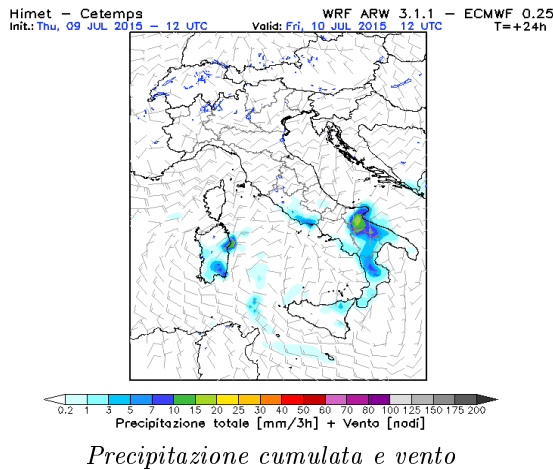 Himet – Cetemps WRF ARW 3.1.1 – ECMWF 0.25
Init.: Thu, 09 JUL 2015 – 12 UTC Valid: Fri, 10 JUL 2015 12 UTC T=+24h
0.2 1 3 5 7 10 15 20 25 30 40 50 60 70 80 100 125 150 175 200
Precipitazione totale [mm/3h] + Vento [nodi]
Precipitazione cumulata e vento